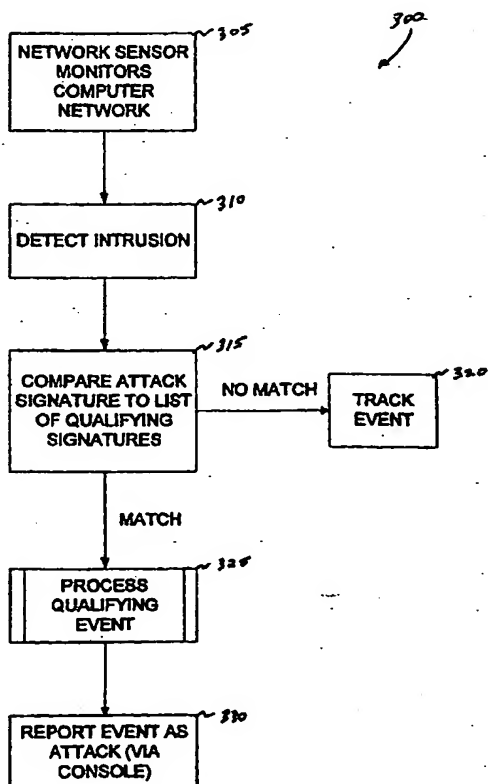 300
305
NETWORK SENSOR
MONITORS
COMPUTER
NETWORK
310
DETECT INTRUSION
315
COMPARE ATTACK
SIGNATURE TO LIST
OF QUALIFYING
SIGNATURES
NO MATCH
320
TRACK
EVENT
MATCH
325
PROCESS
QUALIFYING
EVENT
330
REPORT EVENT AS
ATTACK (VIA
CONSOLE)